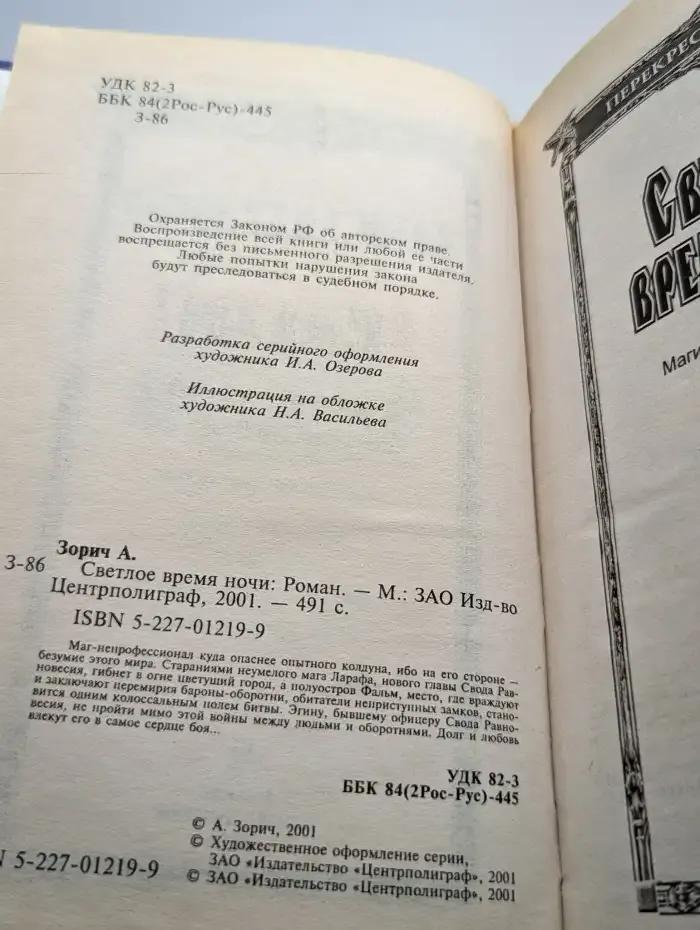 УДК 82-3
ББК 84(2Рос-Рус)-445
З-86
Охраняется Законом РФ об авторском праве.
Воспроизведение всей книги или любой ее части
воспрещается без письменного разрешения издателя.
Любые попытки нарушения закона
будут преследоваться в судебном порядке.
Разработка серийного оформления
художника И.А. Озерова
Иллюстрация на обложке
художника Н.А. Васильева
Зорич А.
З-86
Светлое время ночи: Роман. — М.: ЗАО Изд-во
Центрполиграф, 2001. — 491 с.
ISBN 5-227-01219-9
Маг-непрофессионал куда опаснее опытного колдуна, ибо на его стороне –
безумие этого мира. Стараниями неумелого мага Ларафа, нового главы Свода Рав-
новесия, гибнет в огне цветущий город, а полуостров Фальм, место, где враждуют
и заключают перемирия бароны-оборотни, обитатели неприступных замков, стано-
вится одним колоссальным полем битвы. Эгину, бывшему офицеру Свода Равно-
весия, не пройти мимо этой войны между людьми и оборотнями. Долг и любовь
влекут его в самое сердце боя...
УДК 82-3
ББК 84(2Рос-Рус)-445
© А. Зорич, 2001
© Художественное оформление серии,
ЗАО «Издательство «Центрполиграф», 2001
© ЗАО «Издательство «Центрполиграф», 2001
N 5-227-01219-9
ПЕРЕКРЕС
Св
вре
Маги